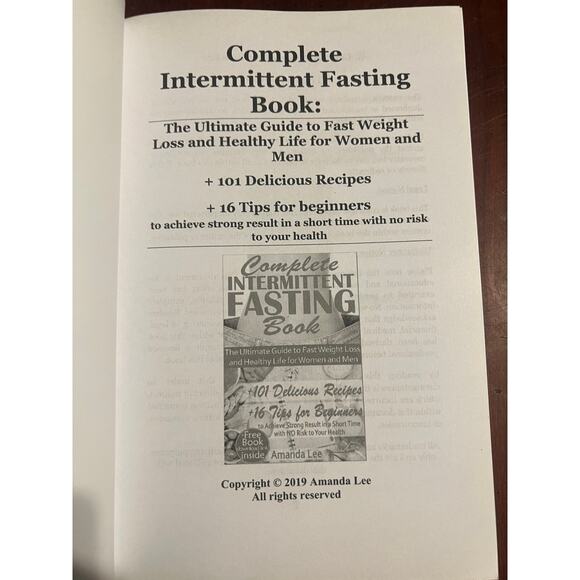 Complete
Intermittent Fasting
Book:
The Ultimate Guide to Fast Weight
Loss and Healthy Life for Women and
Men
+ 101 Delicious Recipes
+ 16 Tips for beginners
to achieve strong result in a short time with no risk
to your health
Complete
INTERMITTENT
FASTING
Book
The Ultimate Guide to Fast Weight Loss
and Healthy Life for Women and Men
+101 Delicious Recipes
+16 Tips for Beginners
to Achieve Strong Result in a Short Time
with NO Risk to Your Health
Free
Book
inside
Amanda Lee
Copyright © 2019 Amanda Lee
All rights reserved